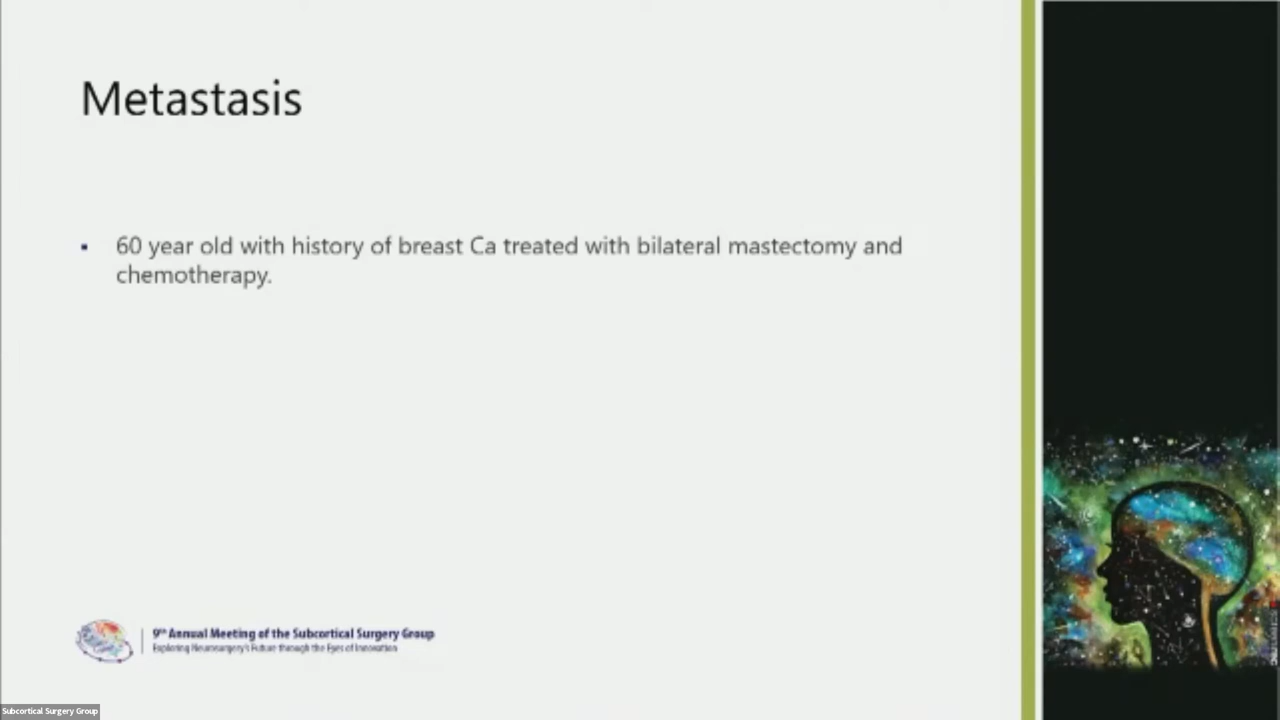 Metastasis
▪ 60 year old with history of breast Ca treated with bilateral mastectomy and
chemotherapy.
9th Annual Meeting of the Subcortical Surgery Group
Exploring Neurosurgery's Future through the Eyes of Innovation
Subcortical Surgery Group